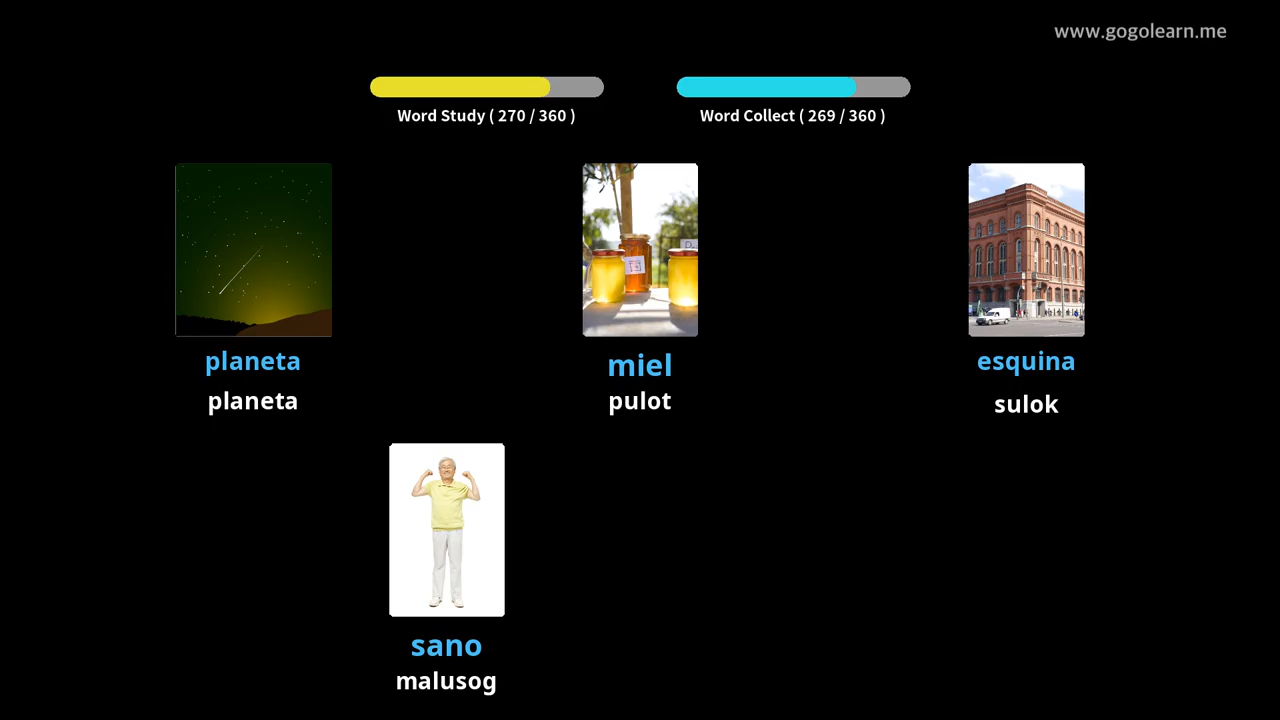 www.gogolearn.me
Word Study ( 270 / 360 )
Word Collect ( 269 / 360 )
planeta
planeta
miel
pulot
esquina
sulok
sano
malusog